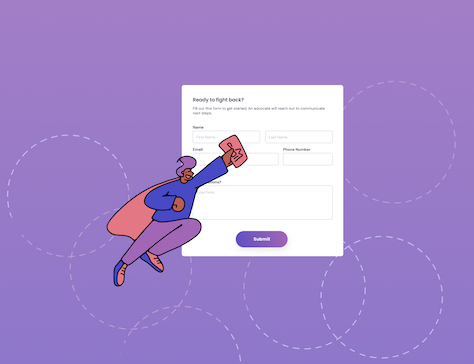 Ready to fight back?
Fill out this form to get started. An advocate will reach out to communicate
next steps.
Name
First Name
Last Name
Email
Phone Number
Submit